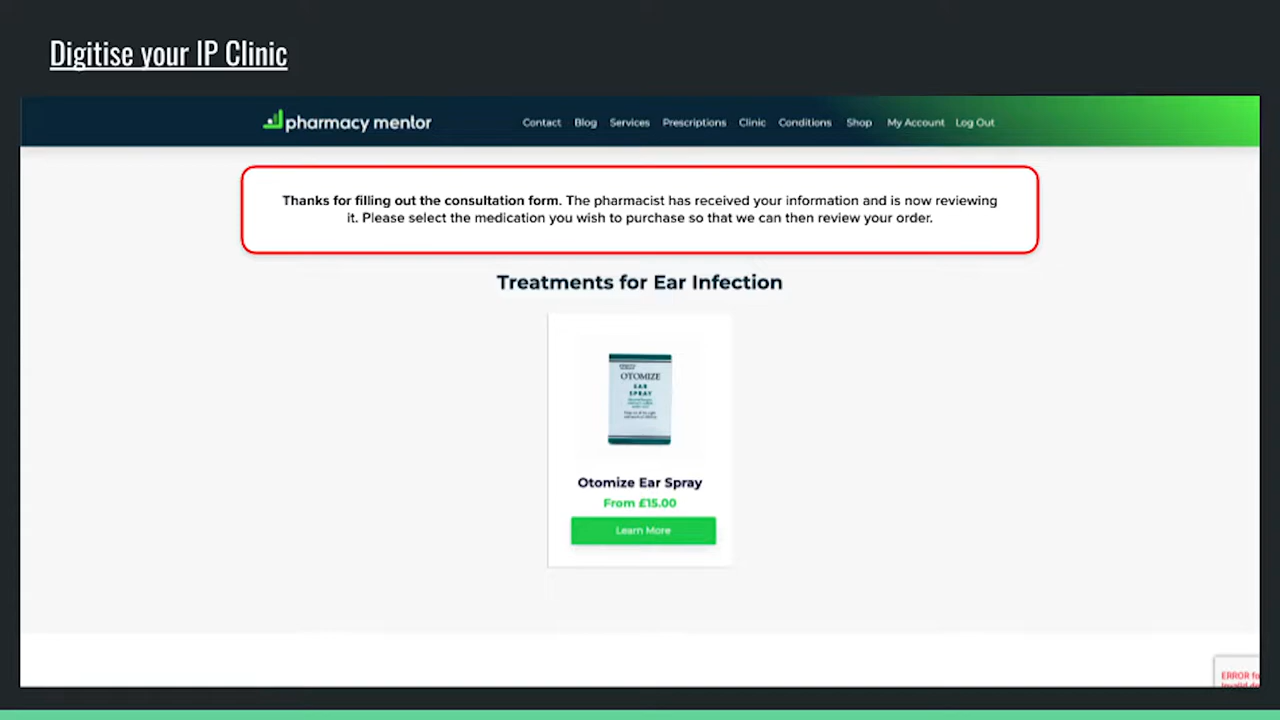 Digitise your IP Clinic
pharmacy mentor
Contact Blog Services Prescriptions Clinic Conditions Shop My Account Log Out
Thanks for filling out the consultation form. The pharmacist has received your information and is now reviewing
it. Please select the medication you wish to purchase so that we can then review your order.
Treatments for Ear Infection
OTOMIZE
EAR
SPRAY
Otomize Ear Spray
From £15.00
Learn More
ERROR